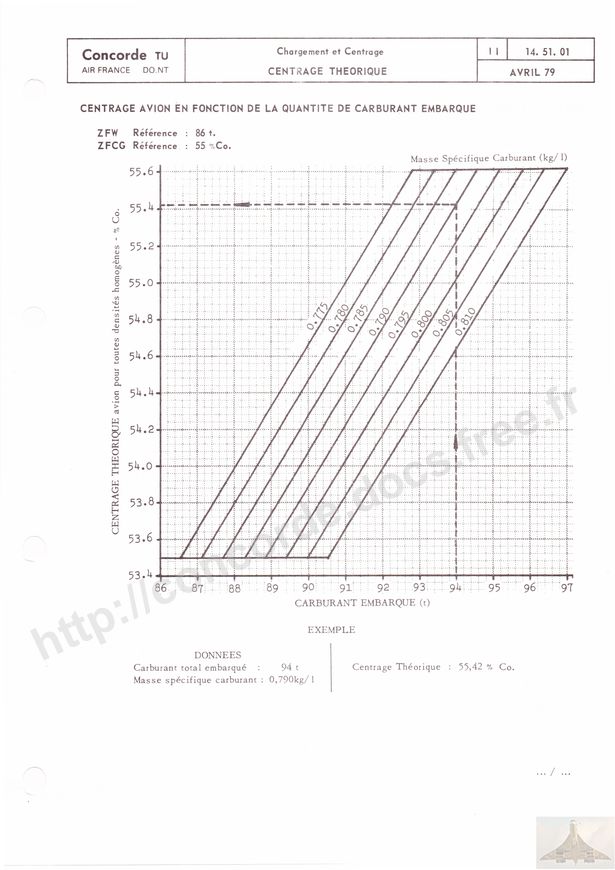 Concorde TU
AIR FRANCE DO.NT
Chargement et Centrage
CENTRAGE THEORIQUE
11
14. 51. 01
AVRIL 79
CENTRAGE AVION EN FONCTION DE LA QUANTITE DE CARBURANT EMBARQUE
ZFW Référence : 86 t.
ZFCG Référence : 55 % Co.
Masse Spécifique Carburant (kg/l)
CENTRAGE THEORIQUE avion pour toutes densités homogènes - % Co.
55.6
55.4
55.2
55.0
54.8
54.6
54.4
54.2
54.0
53.8
53.6
53.4
0.775
0.780
0.785
0.790
0.795
0.800
0.805
0.810
86 87 88 89 90 91 92 93 94 95 96 97
CARBURANT EMBARQUE (t)
http://concorde.docs.free.fr
EXEMPLE
DONNEES
Carburant total embarqué : 94 t
Masse spécifique carburant : 0,790kg/l
Centrage Théorique : 55,42 % Co.
... / ...